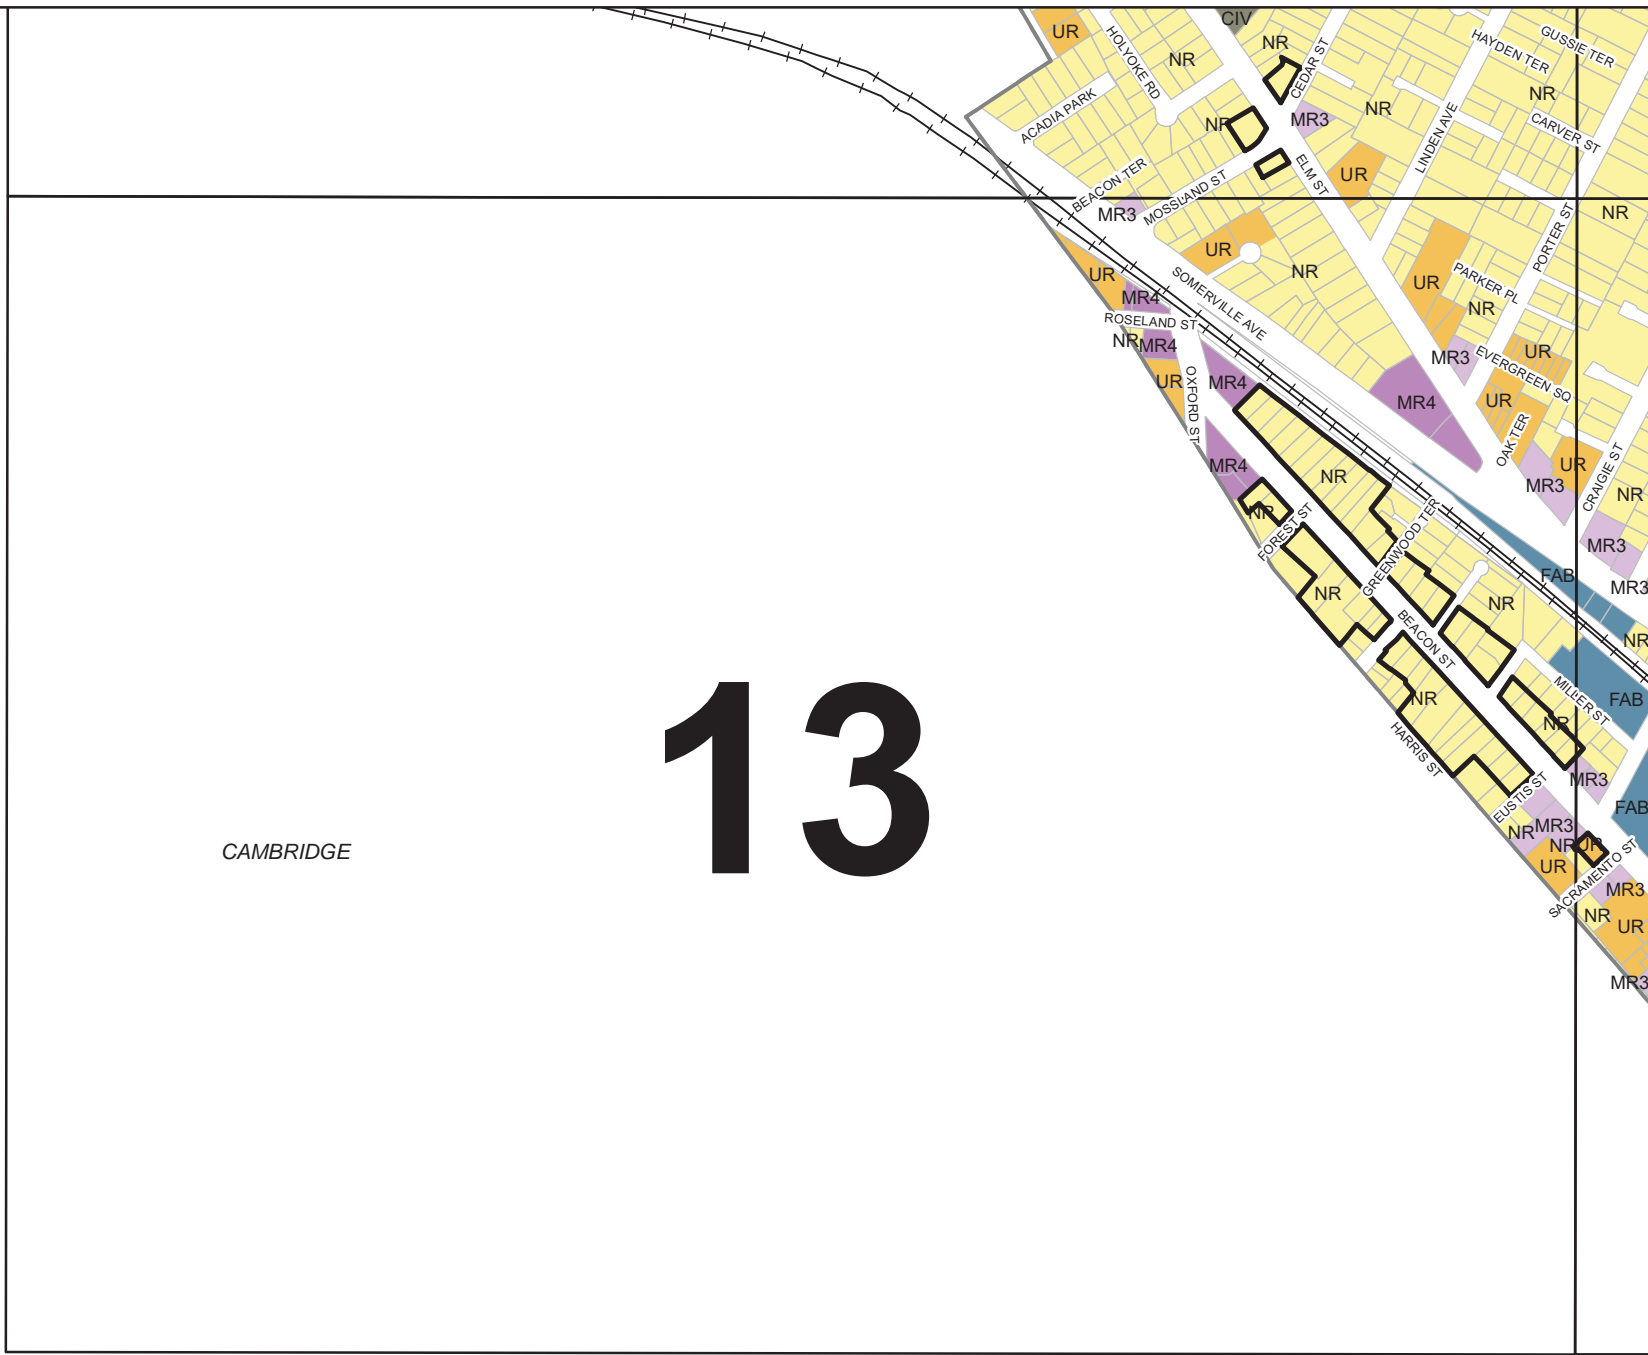 CIV
UR
HOLYOKE RD
NR
NR
CEDAR ST
HAYDEN TER
GUSSIE TER
NR
ACADIA PARK
NR
MR3
NR
LINDEN AVE
CARVER ST
BEACON TER
MOSSLAND ST
ELM ST
UR
MR3
NR
UR
PORTER ST
NR
UR
SOMERVILLE AVE
UR
PARKER PL
MR4
NR
ROSELAND ST
NR
MR4
MR3
EVERGREEN SQ
UR
UR
OXFORD ST
MR4
MR4
UR
OAK TER
MR4
NR
UR
CRAIGIE ST
MR3
NR
NR
FOREST ST
GREENWOOD TER
MR3
FAB
MR3
NR
NR
BEACON ST
NR
NR
MILLER ST
FAB
NR
HARRIS ST
MR3
EUSTIS ST
FAB
NR
MR3
NR
UR
UR
SACRAMENTO ST
MR3
NR
UR
MR3
13
CAMBRIDGE